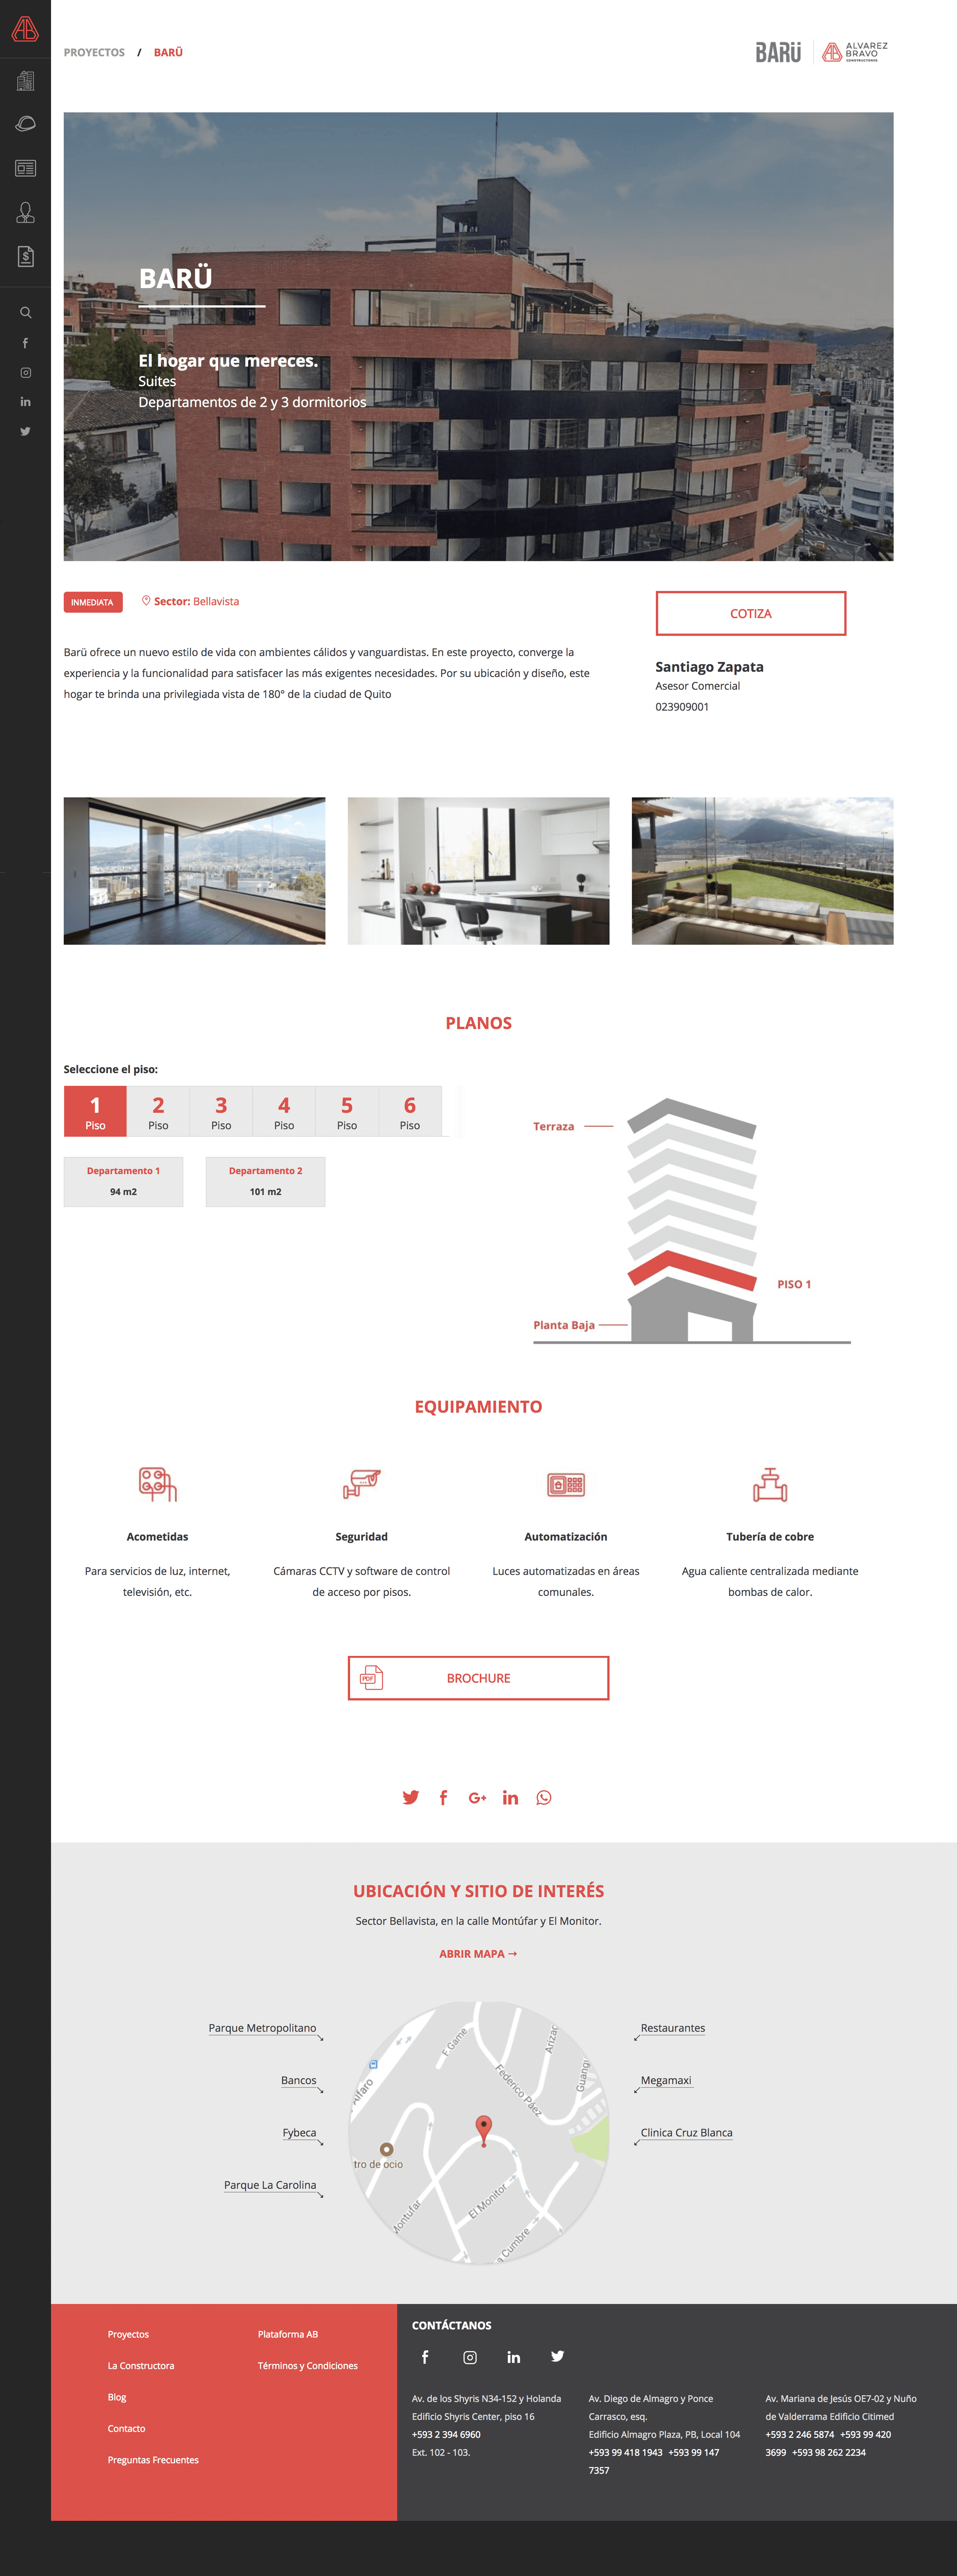 PROYECTOS / BARÜ
BARÜ
ALVAREZ
BRAVO
CONSTRUCTORES
BARÜ
El hogar que mereces.
Suites
Departamentos de 2 y 3 dormitorios
INMEDIATA
Sector: Bellavista
COTIZA
Barü ofrece un nuevo estilo de vida con ambientes cálidos y vanguardistas. En este proyecto, converge la
experiencia y la funcionalidad para satisfacer las más exigentes necesidades. Por su ubicación y diseño, este
hogar te brinda una privilegiada vista de 180° de la ciudad de Quito
Santiago Zapata
Asesor Comercial
023909001
PLANOS
Seleccione el piso:
1 2 3 4 5 6
Piso Piso Piso Piso Piso Piso
Departamento 1
94 m2
Departamento 2
101 m2
Terraza
PISO 1
Planta Baja
EQUIPAMIENTO
Acometidas
Para servicios de luz, internet,
televisión, etc.
Seguridad
Cámaras CCTV y software de control
de acceso por pisos.
Automatización
Luces automatizadas en áreas
comunales.
Tubería de cobre
Agua caliente centralizada mediante
bombas de calor.
PDF
BROCHURE
UBICACIÓN Y SITIO DE INTERÉS
Sector Bellavista, en la calle Montúfar y El Monitor.
ABRIR MAPA →
Parque Metropolitano
Bancos
Fybeca
Parque La Carolina
F. Game
Arizac
Guangü
Federico Páez
Alfaro
tro de ocio
Montufar
El Monitor
a Cumbre
Restaurantes
Megamaxi
Clinica Cruz Blanca
Proyectos
La Constructora
Blog
Contacto
Preguntas Frecuentes
Plataforma AB
Términos y Condiciones
CONTÁCTANOS
Av. de los Shyris N34-152 y Holanda
Edificio Shyris Center, piso 16
+593 2 394 6960
Ext. 102 - 103.
Av. Diego de Almagro y Ponce
Carrasco, esq.
Edificio Almagro Plaza, PB, Local 104
+593 99 418 1943 +593 99 147
7357
Av. Mariana de Jesús OE7-02 y Nuño
de Valderrama Edificio Citimed
+593 2 246 5874 +593 99 420
3699 +593 98 262 2234